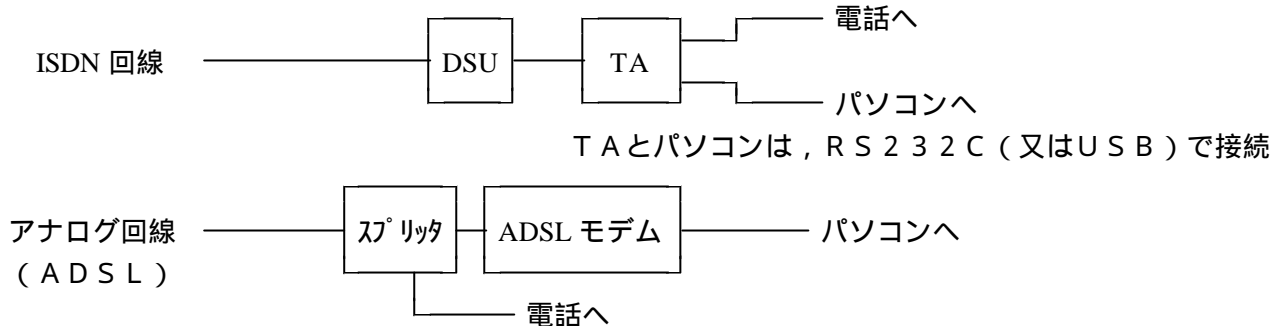 電話へ
ISDN 回線
DSU
TA
パソコンへ
ＴＡとパソコンは，ＲＳ２３２Ｃ（又はＵＳＢ）で接続
アナログ回線
（ＡＤＳＬ）
ｽﾌﾟﾘｯﾀ
ADSL モデム
パソコンへ
電話へ